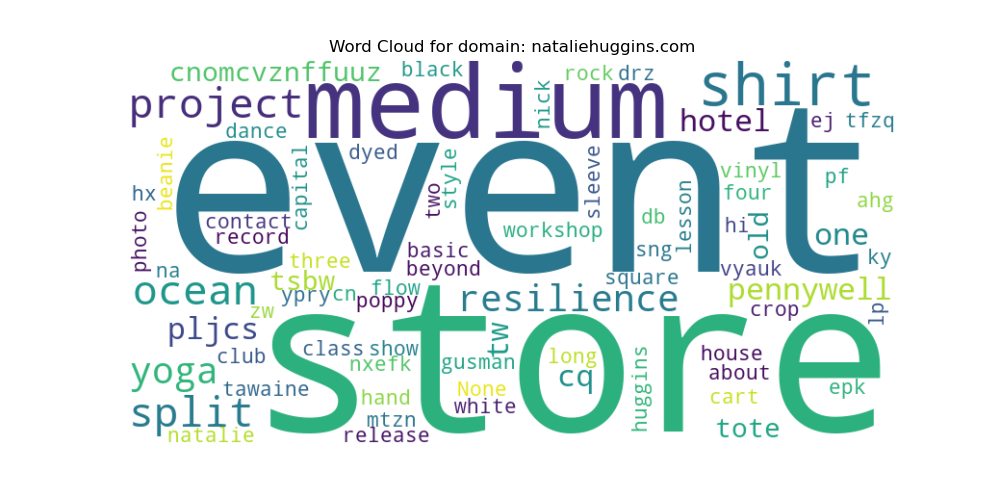 Word Cloud for domain: nataliehuggins.com
cnomcvznffuuz
black
rock
drz
shirt
project
medium
nick
hotel
ej
tfzq
dance
event
beanie
capital
dyed
two
style
sleeve
vinyl
pf
hx
four
ahg
photo
contact
record
workshop
db
lesson
hi
old
one
basic
sng
ky
na
three
beyond
vyauk
tsbw
square
ocean
ypry
cn
flow
poppy
resilience
pennywell
zw
crop
lp
pljcs
store
tw
club
class
show
gusman
long
huggins
house
yoga
nxefk
cq
about
tawaine
hand
None
cart
epk
split
white
mtzn
tote
natalie
release